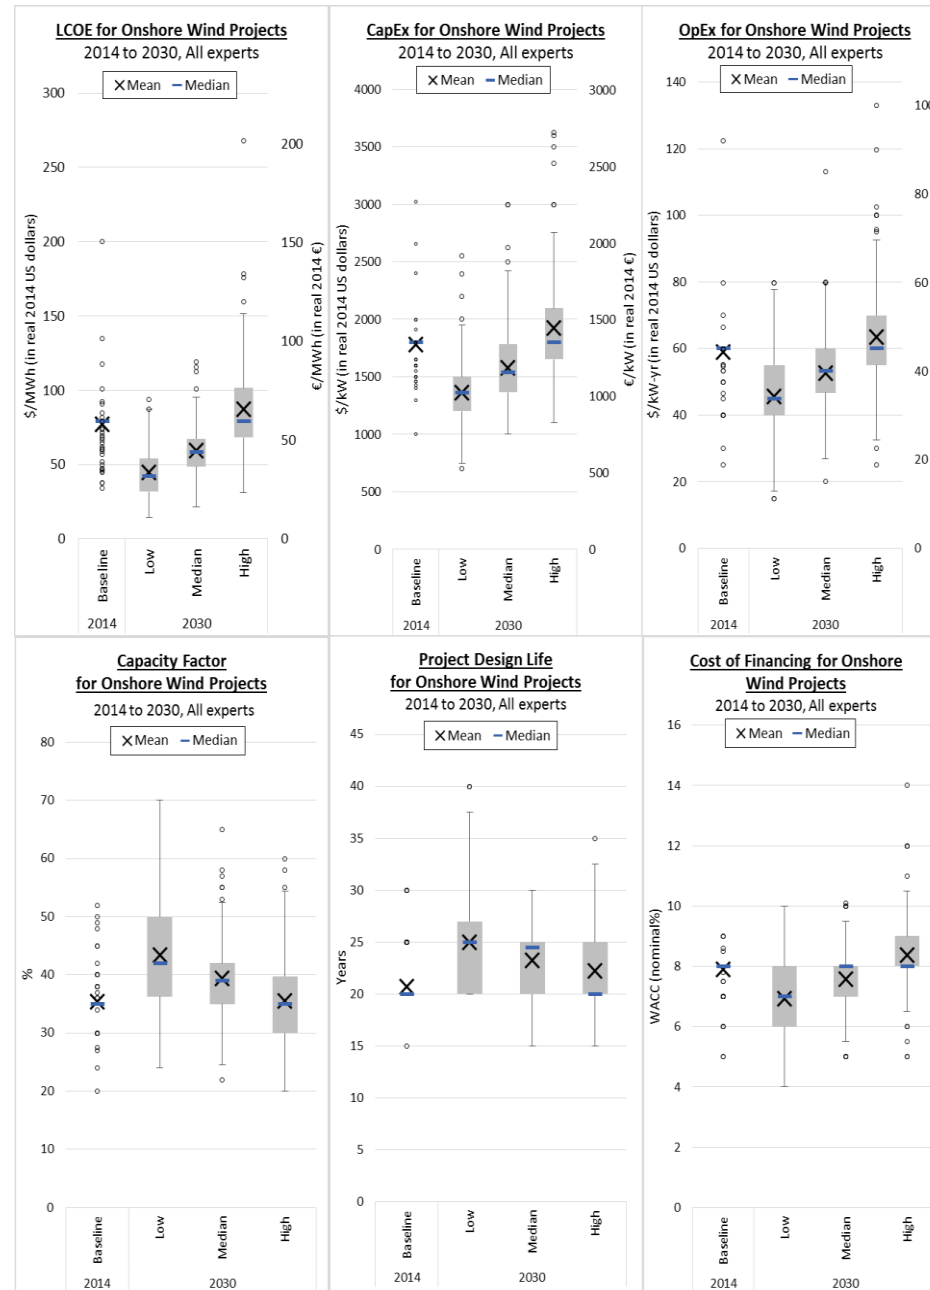 LCOE for Onshore Wind Projects
2014 to 2030, All experts
Mean Median
300
250
200
150
100
50
0
$/MWh (in real 2014 US dollars)
200
150
100
50
0
€/MWh (in real 2014 €)
Baseline Low Median High
2014 2030
CapEx for Onshore Wind Projects
2014 to 2030, All experts
Mean Median
4000
3500
3000
2500
2000
1500
1000
500
0
$/kW (in real 2014 US dollars)
3000
2500
2000
1500
1000
500
0
€/kW (in real 2014 €)
Baseline Low Median High
2014 2030
OpEx for Onshore Wind Projects
2014 to 2030, All experts
Mean Median
140
120
100
80
60
40
20
0
$/kW-yr (in real 2014 US dollars)
100
80
60
40
20
0
Baseline Low Median High
2014 2030
Capacity Factor
for Onshore Wind Projects
2014 to 2030, All experts
Mean Median
80
70
60
50
40
30
20
10
0
%
Baseline Low Median High
2014 2030
Project Design Life
for Onshore Wind Projects
2014 to 2030, All experts
Mean Median
45
40
35
30
25
20
15
10
5
0
Years
Baseline Low Median High
2014 2030
Cost of Financing for Onshore
Wind Projects
2014 to 2030, All experts
Mean Median
16
14
12
10
8
6
4
2
0
WACC (nominal%)
Baseline Low Median High
2014 2030